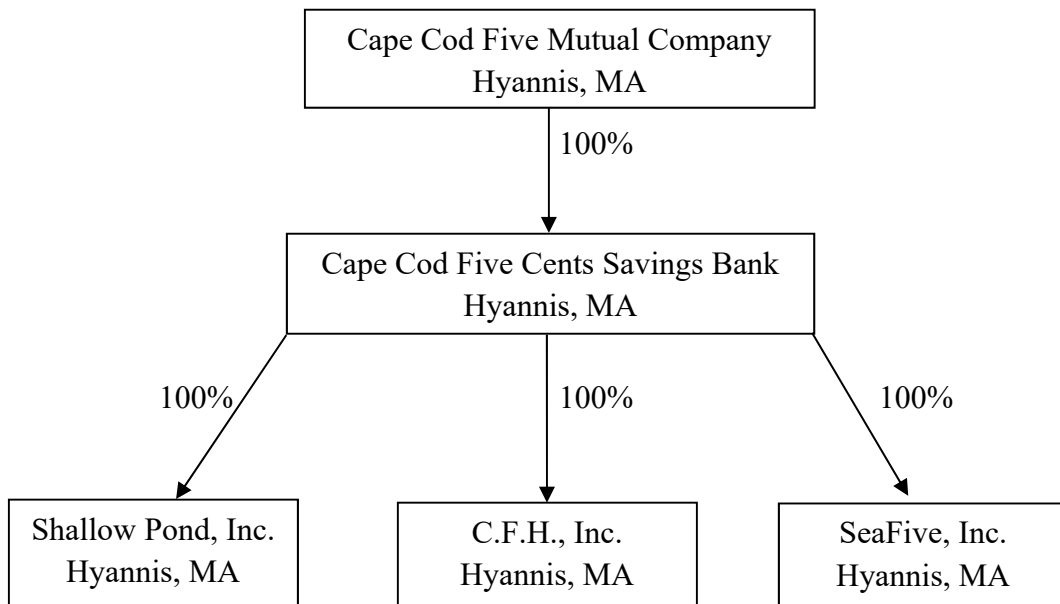 Cape Cod Five Mutual Company
Hyannis, MA
100%
Cape Cod Five Cents Savings Bank
Hyannis, MA
100%
100%
100%
Shallow Pond, Inc.
Hyannis, MA
C.F.H., Inc.
Hyannis, MA
SeaFive, Inc.
Hyannis, MA